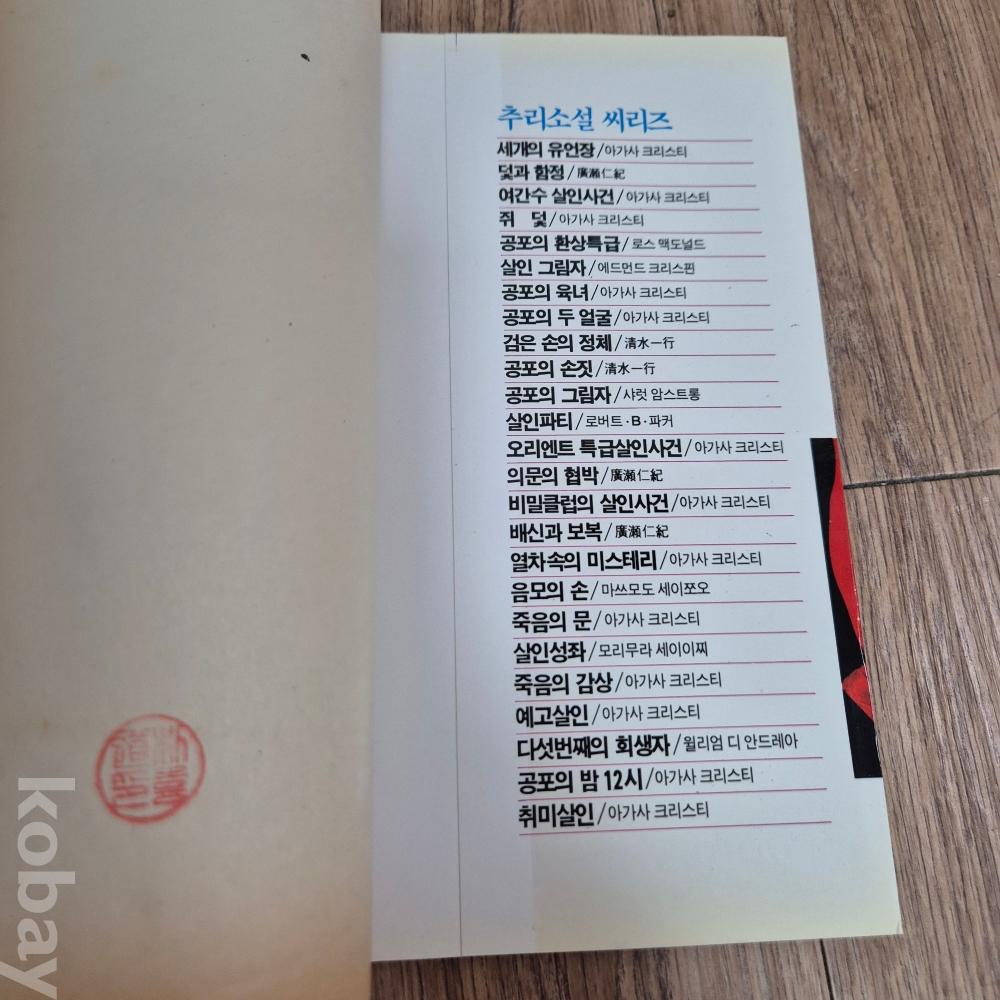 추리소설 씨리즈
세개의 유언장/아가사 크리스티
덫과 함정/廣瀬仁紀
여간수 살인사건/아가사 크리스티
쥐 덫/아가사 크리스티
공포의 환상특급/로스 맥도널드
살인 그림자/에드먼드 크리스핀
공포의 육녀/아가사 크리스티
공포의 두 얼굴/아가사 크리스티
검은 손의 정체/清水一行
공포의 손짓/清水一行
공포의 그림자/샤럿 암스트롱
살인파티/로버트·B·파커
오리엔트 특급살인사건/아가사 크리스티
의문의 협박/廣瀬仁紀
비밀클럽의 살인사건/아가사 크리스티
배신과 보복/廣瀬仁紀
열차속의 미스테리/아가사 크리스티
음모의 손/마쓰모도 세이쪼오
죽음의 문/아가사 크리스티
살인성좌/모리무라 세이이찌
죽음의 감상/아가사 크리스티
예고살인/아가사 크리스티
다섯번째의 회생자/윌리엄 디 안드레아
공포의 밤 12시/아가사 크리스티
취미살인/아가사 크리스티
kobay